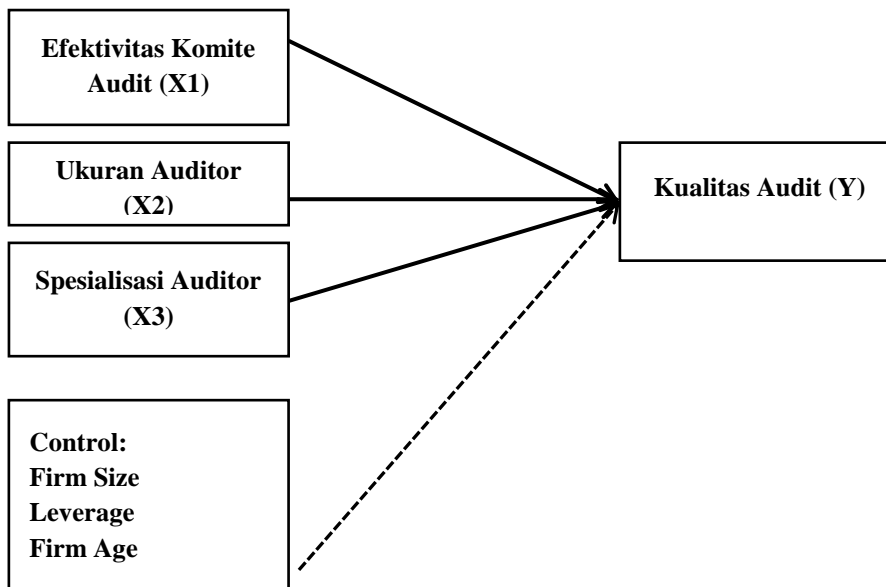 Efektivitas Komite
Audit (X1)
Ukuran Auditor
(X2)
Kualitas Audit (Y)
Spesialisasi Auditor
(X3)
Control:
Firm Size
Leverage
Firm Age